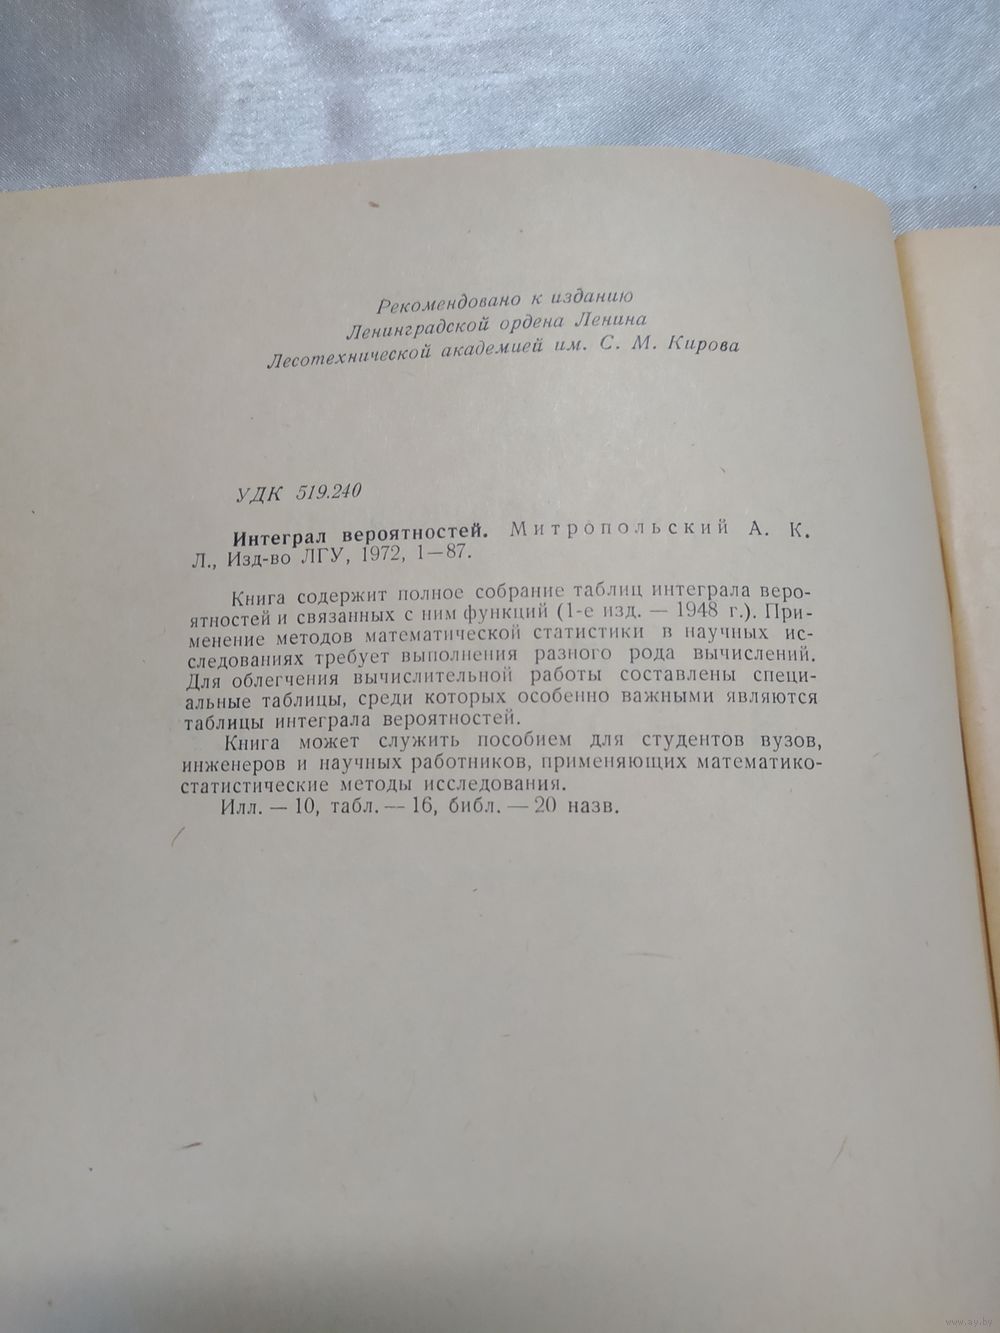 Рекомендовано к изданию
Ленинградской ордена Ленина
Лесотехнической академией им. С. М. Кирова
УДК 519.240
Интеграл вероятностей. Митропольский А. К.
Л., Изд-во ЛГУ, 1972, 1—87.
Книга содержит полное собрание таблиц интеграла веро-
ятностей и связанных с ним функций (1-е изд. — 1948 г.). При-
менение методов математической статистики в научных ис-
следованиях требует выполнения разного рода вычислений.
Для облегчения вычислительной работы составлены специ-
альные таблицы, среди которых особенно важными являются
таблицы интеграла вероятностей.
Книга может служить пособием для студентов вузов,
инженеров и научных работников, применяющих математико-
статистические методы исследования.
Илл. — 10, табл. — 16, библ. — 20 назв.
www.ay.by